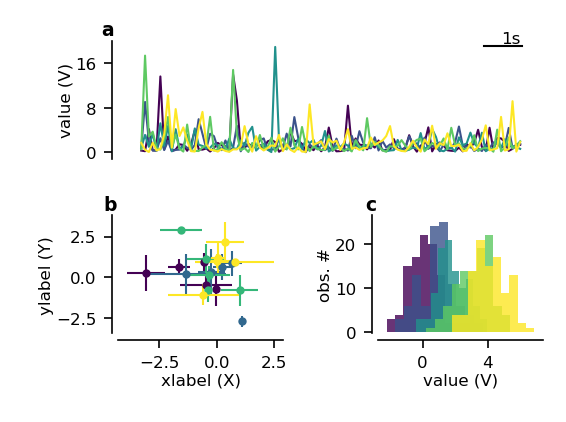 a
1s
value (V)
16
8
0
b
ylabel (Y)
2.5
0.0
−2.5
−2.5 0.0 2.5
xlabel (X)
c
obs. #
20
10
0
0 4
value (V)